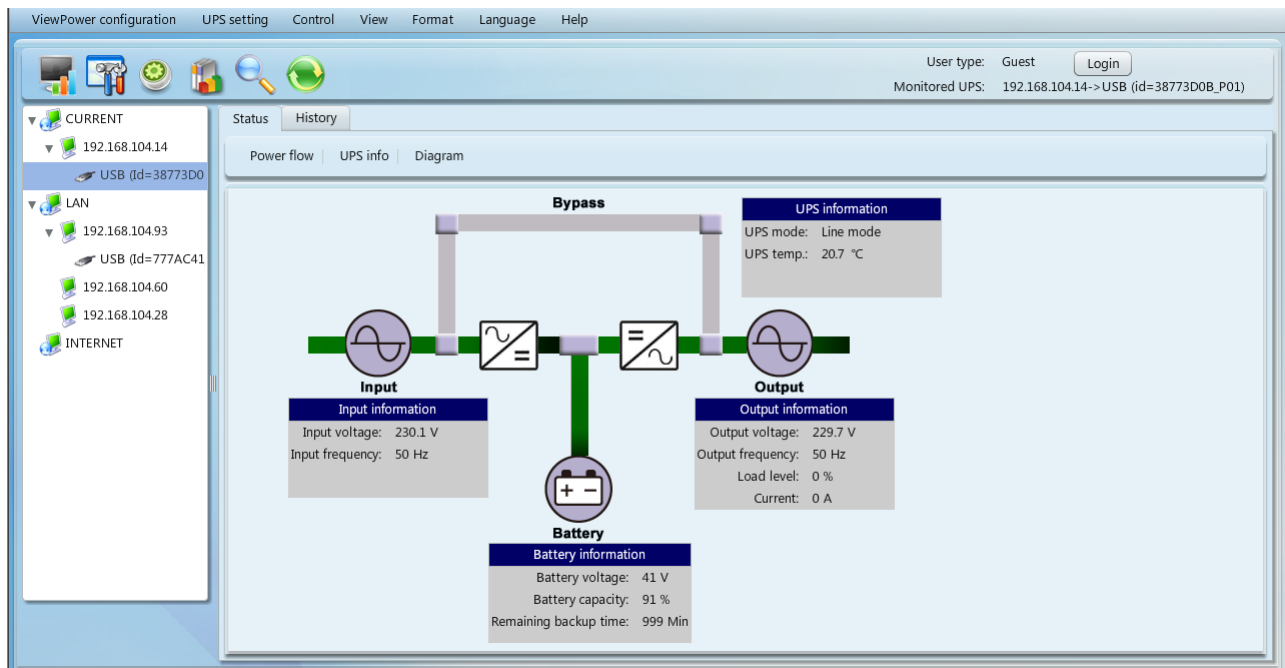 ViewPower configuration UPS setting Control View Format Language Help
User type: Guest Login
Monitored UPS: 192.168.104.14->USB (id=38773D0B_P01)
CURRENT
192.168.104.14
USB (Id=38773D0
LAN
192.168.104.93
USB (Id=777AC41
192.168.104.60
192.168.104.28
INTERNET
Status History
Power flow UPS info Diagram
Bypass
UPS information
UPS mode: Line mode
UPS temp.: 20.7 ℃
Input
Input information
Input voltage: 230.1 V
Input frequency: 50 Hz
Output
Output information
Output voltage: 229.7 V
Output frequency: 50 Hz
Load level: 0 %
Current: 0 A
Battery
Battery information
Battery voltage: 41 V
Battery capacity: 91 %
Remaining backup time: 999 Min